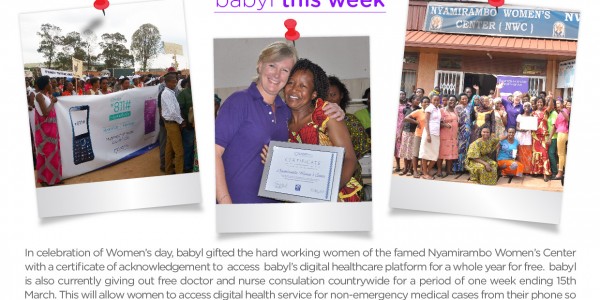 babyl this week
*811#
NYAMIRAMBO WOMEN'S
CENTER (NWC)
NW
CERTIFICATE
In celebration of Women's day, babyl gifted the hard working women of the famed Nyamirambo Women's Center
with a certificate of acknowledgement to access babyl's digital healthcare platform for a whole year for free. babyl
is also currently giving out free doctor and nurse consulation countrywide for a period of one week ending 15th
March. This will allow women to access digital health service for non-emergency medical cases from their phone so